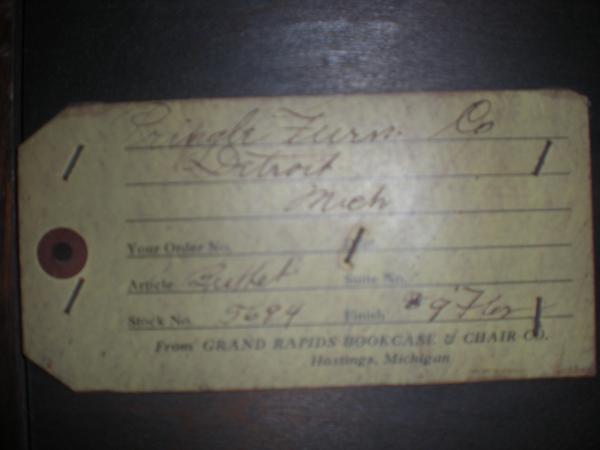 Pringle Furn. Co
Detroit
Mich
Your Order No.
Article Buffet Suite No.
Stock No. 5694 Finish
From GRAND RAPIDS BOOKCASE & CHAIR CO.
Hastings, Michigan